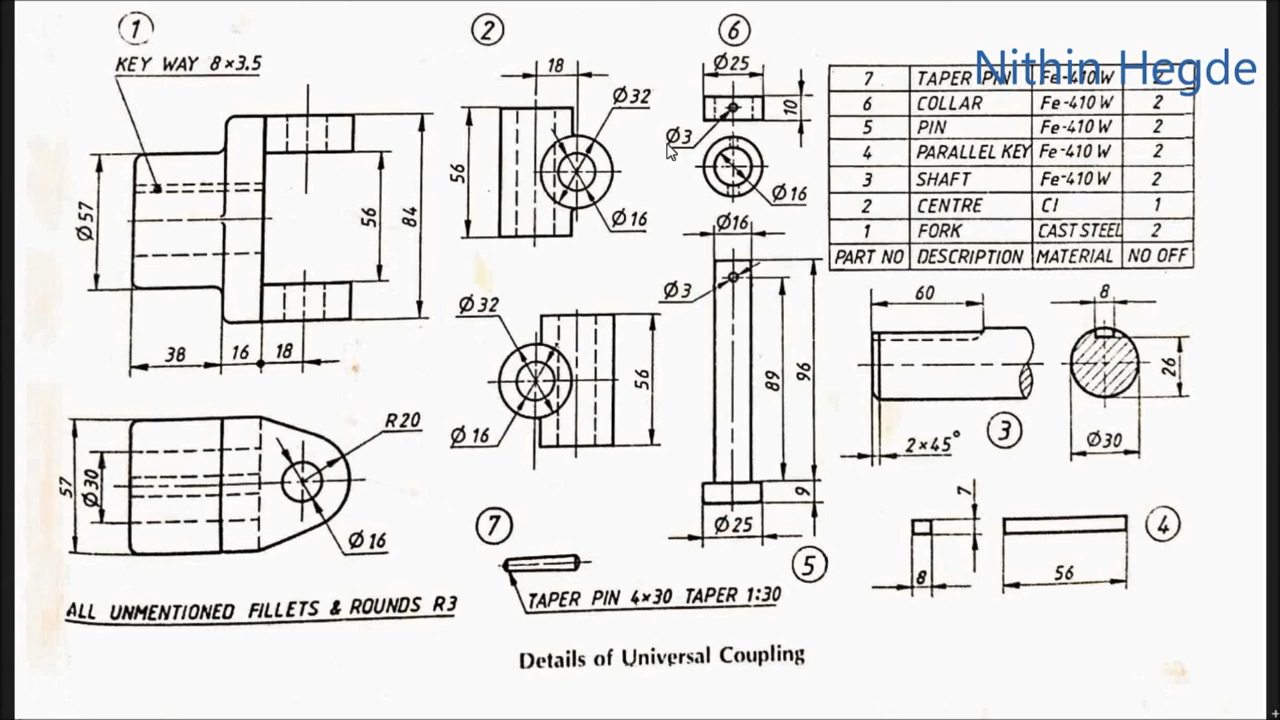 Nithin Hegde
1
KEY WAY 8×3.5
Ø57
56
84
38
16
18
57
Ø30
R20
Ø16
ALL UNMENTIONED FILLETS & ROUNDS R3
2
18
Ø32
56
Ø16
Ø32
56
Ø16
7
TAPER PIN 4×30 TAPER 1:30
6
Ø25
10
Ø3
Ø16
Ø16
Ø3
89
96
9
Ø25
5
7 TAPER PIN Fe-410W 2
6 COLLAR Fe-410W 2
5 PIN Fe-410W 2
4 PARALLEL KEY Fe-410W 2
3 SHAFT Fe-410W 2
2 CENTRE CI 1
1 FORK CAST STEEL 2
PART NO DESCRIPTION MATERIAL NO OFF
60
8
26
2×45°
3
Ø30
7
8
56
4
Details of Universal Coupling